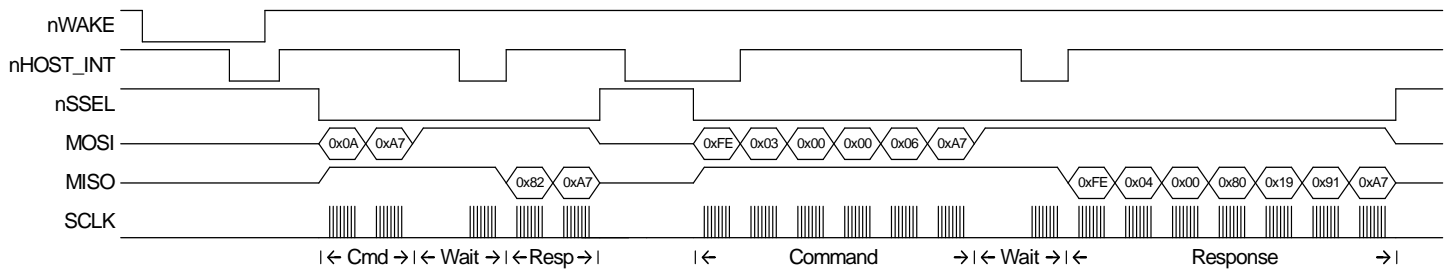 nWAKE
nHOST_INT
nSSEL
MOSI 0x0A 0xA7 0xFE 0x03 0x00 0x00 0x06 0xA7
MISO 0x82 0xA7 0xFE 0x04 0x00 0x80 0x19 0x91 0xA7
SCLK
Cmd Wait Resp Command Wait Response